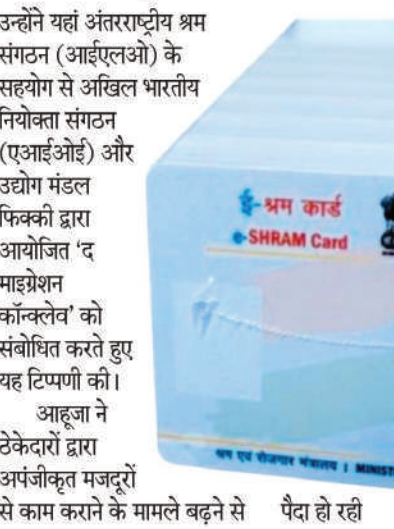 उन्होंने यहां अंतरराष्ट्रीय श्रम
संगठन (आईएलओ) के
सहयोग से अखिल भारतीय
नियोक्ता संगठन
(एआईओई) और
उद्योग मंडल
फिक्की द्वारा
आयोजित ‘द
माइग्रेशन
कॉन्क्लेव’ को
संबोधित करते हुए
यह टिप्पणी की।
आहूजा ने
ठेकेदारों द्वारा
अपंजीकृत मजदूरों
से काम कराने के मामले बढ़ने से पैदा हो रही
ई-श्रम कार्ड
e-SHRAM Card
श्रम एवं रोजगार मंत्रालय | MINIST